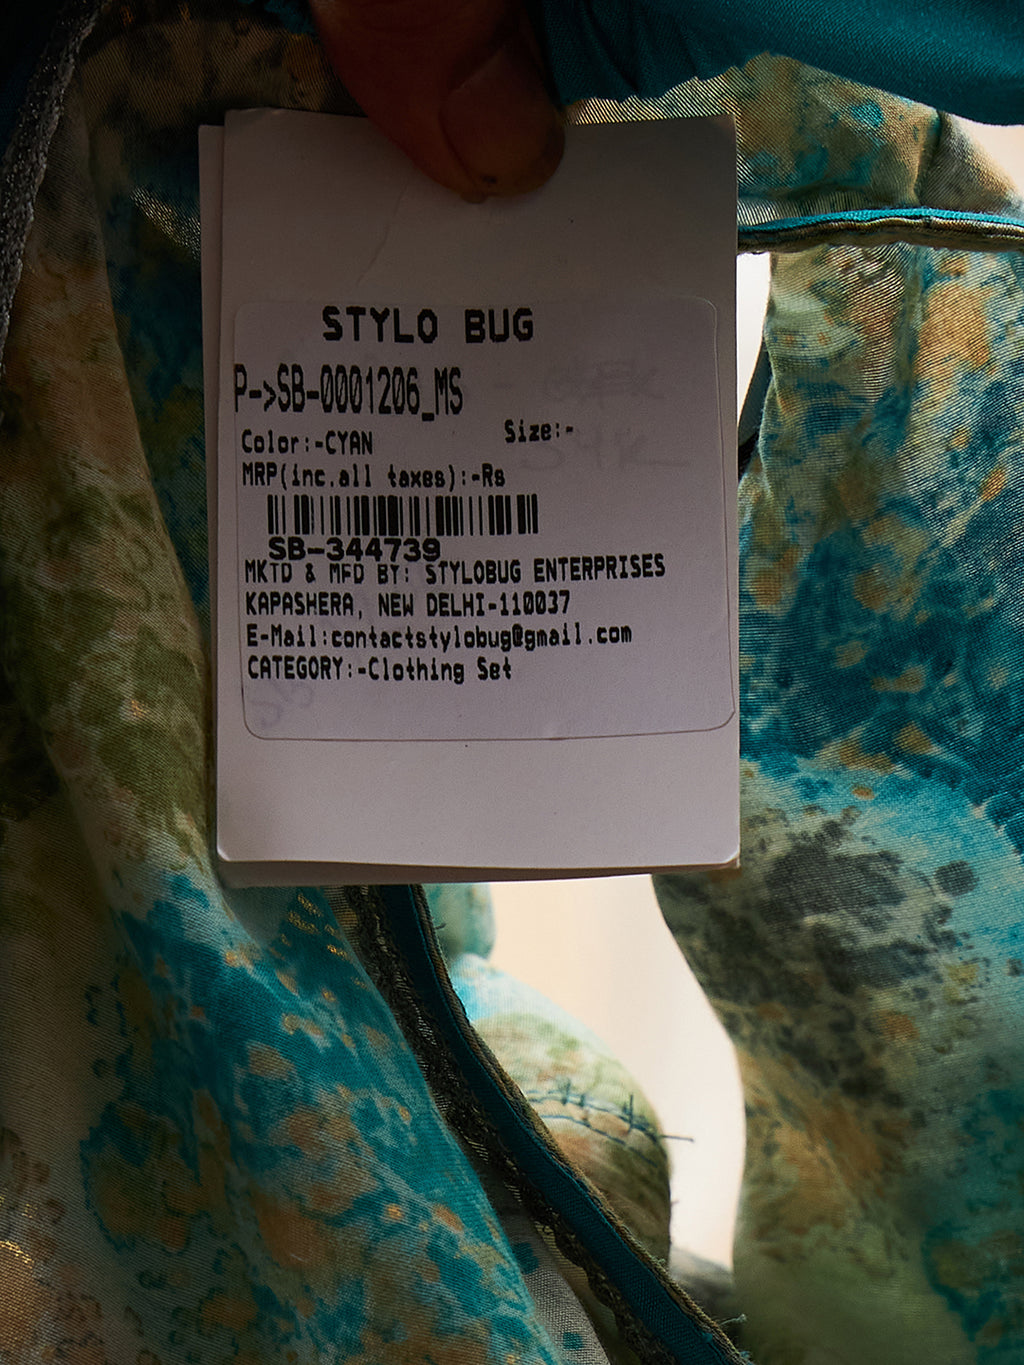 STYLO BUG
P->SB-0001206_MS
Color:-CYAN Size:-
MRP(inc.all taxes):-Rs
SB-344739
MKTD & MFD BY: STYLOBUG ENTERPRISES
KAPASHERA, NEW DELHI-110037
E-Mail:contactstylobug@gmail.com
CATEGORY:-Clothing Set